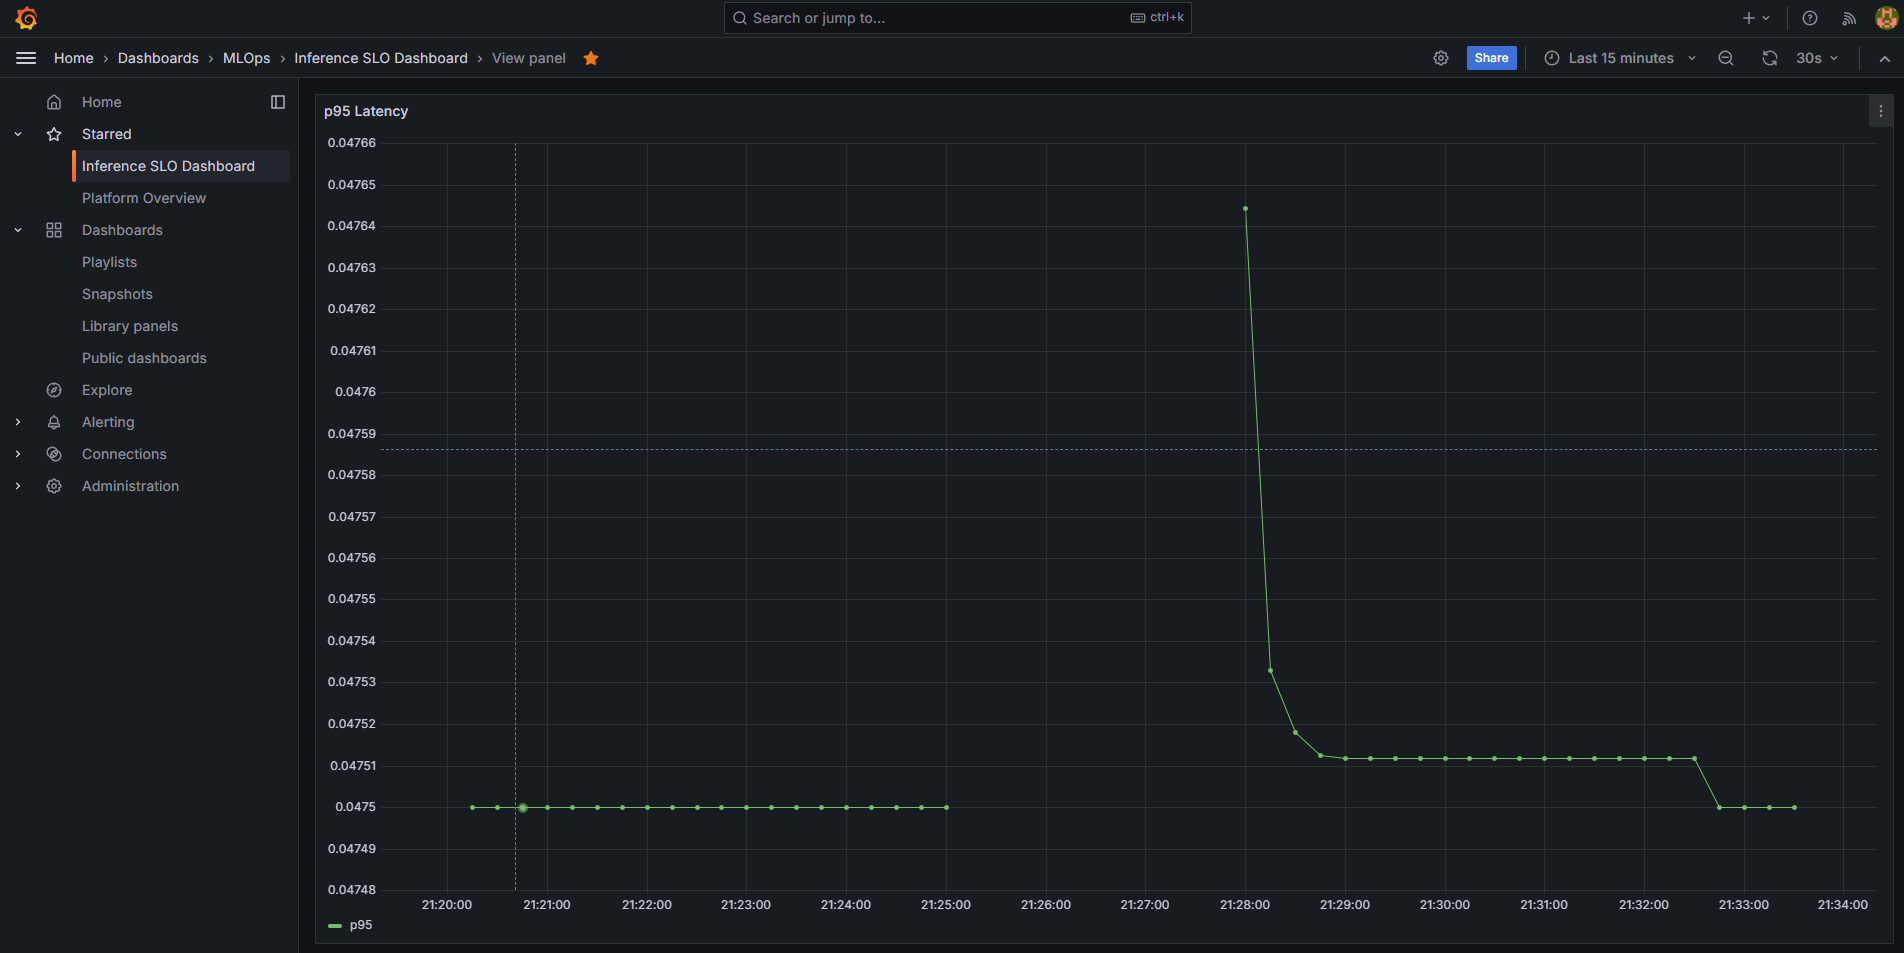 Search or jump to...
ctrl+k
Home › Dashboards › MLOps › Inference SLO Dashboard › View panel
Share
Last 15 minutes
30s
Home
Starred
Inference SLO Dashboard
Platform Overview
Dashboards
Playlists
Snapshots
Library panels
Public dashboards
Explore
Alerting
Connections
Administration
p95 Latency
0.04766
0.04765
0.04764
0.04763
0.04762
0.04761
0.0476
0.04759
0.04758
0.04757
0.04756
0.04755
0.04754
0.04753
0.04752
0.04751
0.0475
0.04749
0.04748
21:20:00 21:21:00 21:22:00 21:23:00 21:24:00 21:25:00 21:26:00 21:27:00 21:28:00 21:29:00 21:30:00 21:31:00 21:32:00 21:33:00 21:34:00
p95